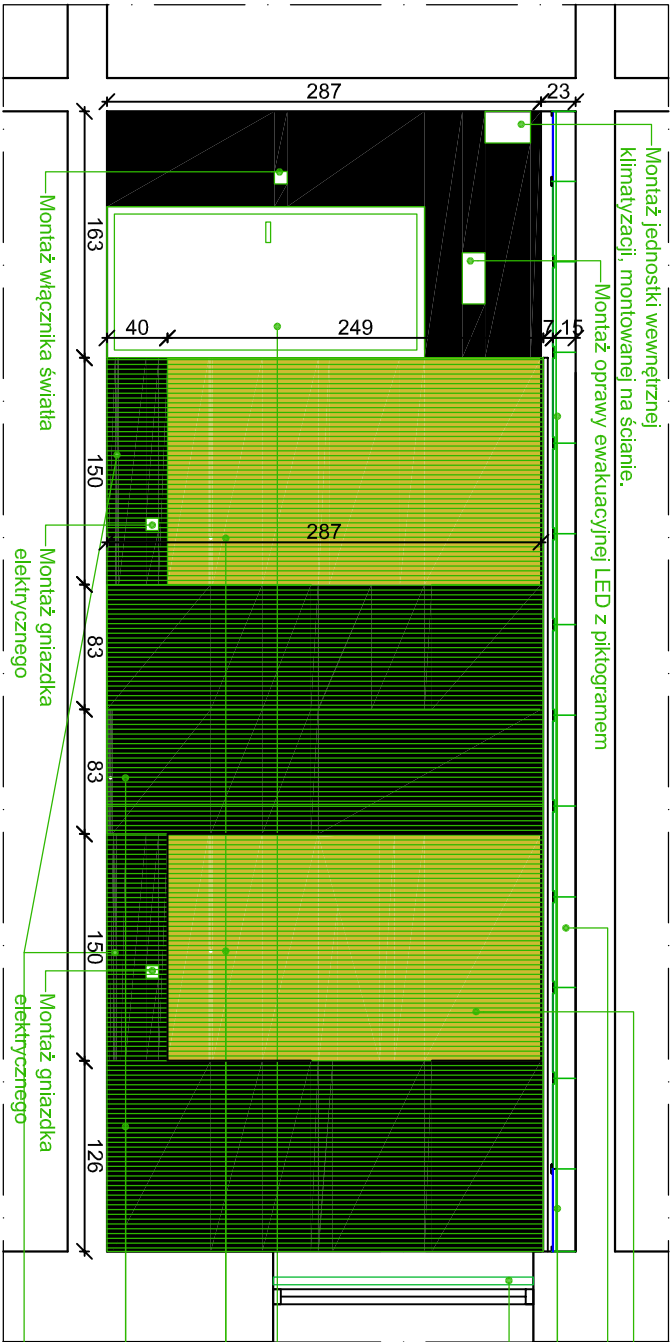 Montaż jednostki wewnętrznej
klimatyzacji, montowanej na ścianie.
Montaż oprawy ewakuacyjnej LED z piktogramem
287
23
40
249
7
15
287
163
150
83
83
150
126
Montaż włącznika światła
Montaż gniazdka
elektrycznego
Montaż gniazdka
elektrycznego